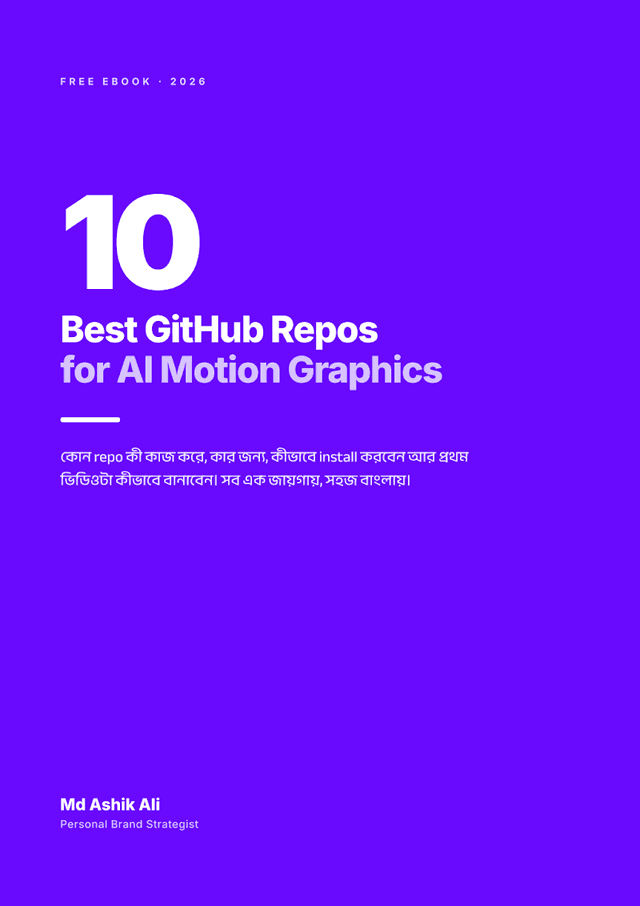 FREE EBOOK · 2026
10
Best GitHub Repos
for AI Motion Graphics
কোন repo কী কাজ করে, কার জন্য, কীভাবে install করবেন আর প্রথম
ভিডিওটা কীভাবে বানাবেন। সব এক জায়গায়, সহজ বাংলায়।
Md Ashik Ali
Personal Brand Strategist